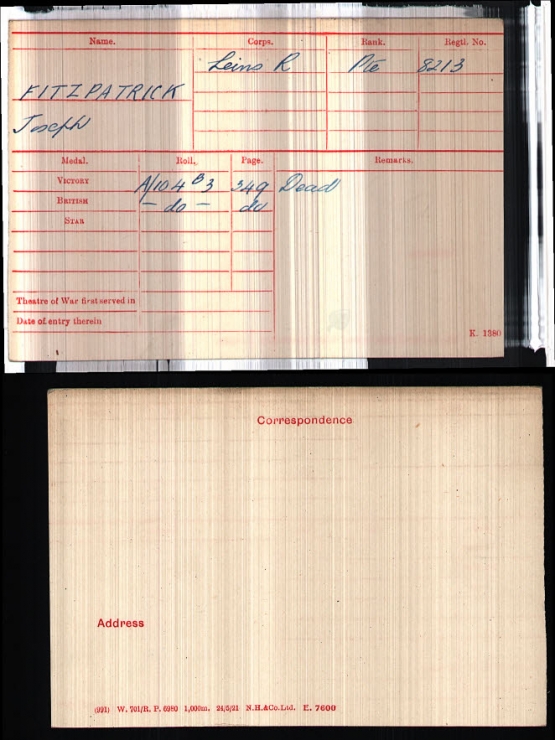 Name. Corps. Rank. Regtl. No.
Leins R Pte 8213
FITZPATRICK
Joseph
Medal. Roll. Page. Remarks.
VICTORY A/104 B3 349 Dead
BRITISH — do — do
STAR
Theatre of War first served in
Date of entry therein
K. 1380
Correspondence
Address
(991) W. 701/R. P. 6980 1,000m. 24/5/21 N.H.&Co.Ltd. E. 7600